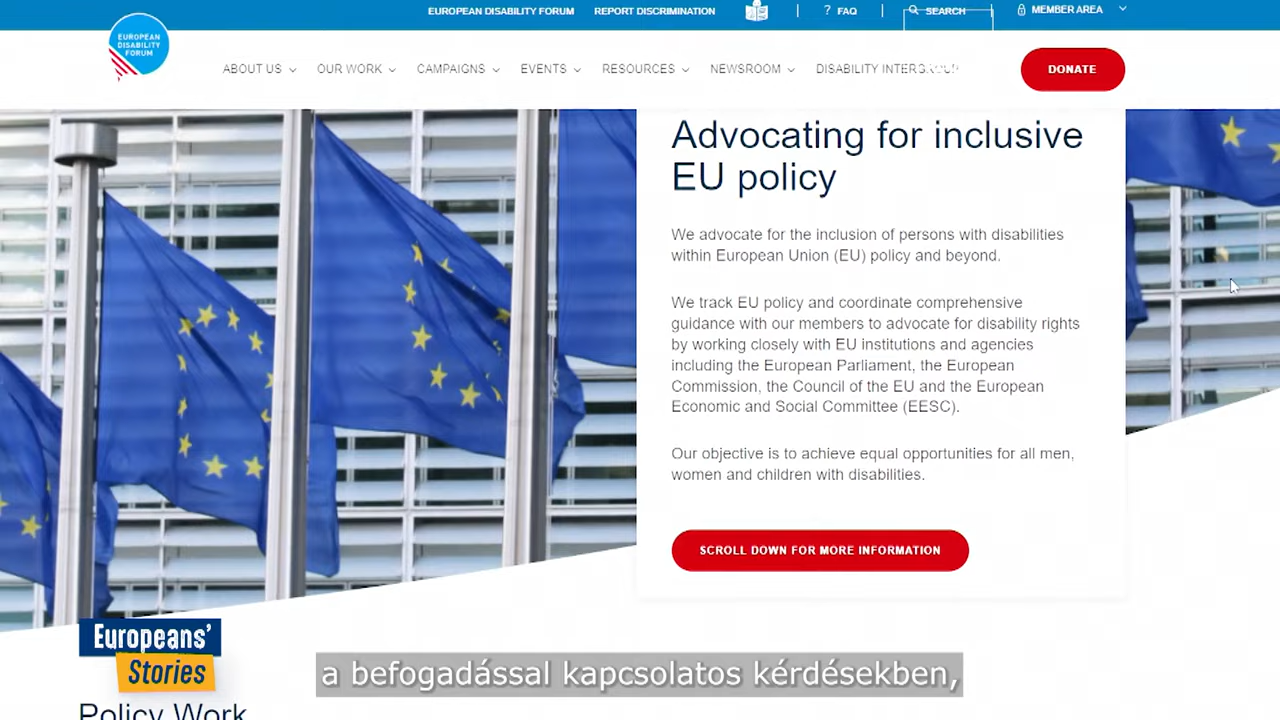 EUROPEAN DISABILITY FORUM REPORT DISCRIMINATION ? FAQ SEARCH MEMBER AREA
EUROPEAN
DISABILITY
FORUM
ABOUT US OUR WORK CAMPAIGNS EVENTS RESOURCES NEWSROOM DISABILITY INTERGROUP
DONATE
Advocating for inclusive
EU policy
We advocate for the inclusion of persons with disabilities
within European Union (EU) policy and beyond.
We track EU policy and coordinate comprehensive
guidance with our members to advocate for disability rights
by working closely with EU institutions and agencies
including the European Parliament, the European
Commission, the Council of the EU and the European
Economic and Social Committee (EESC).
Our objective is to achieve equal opportunities for all men,
women and children with disabilities.
SCROLL DOWN FOR MORE INFORMATION
Europeans'
Stories
a befogadással kapcsolatos kérdésekben,
Policy Work